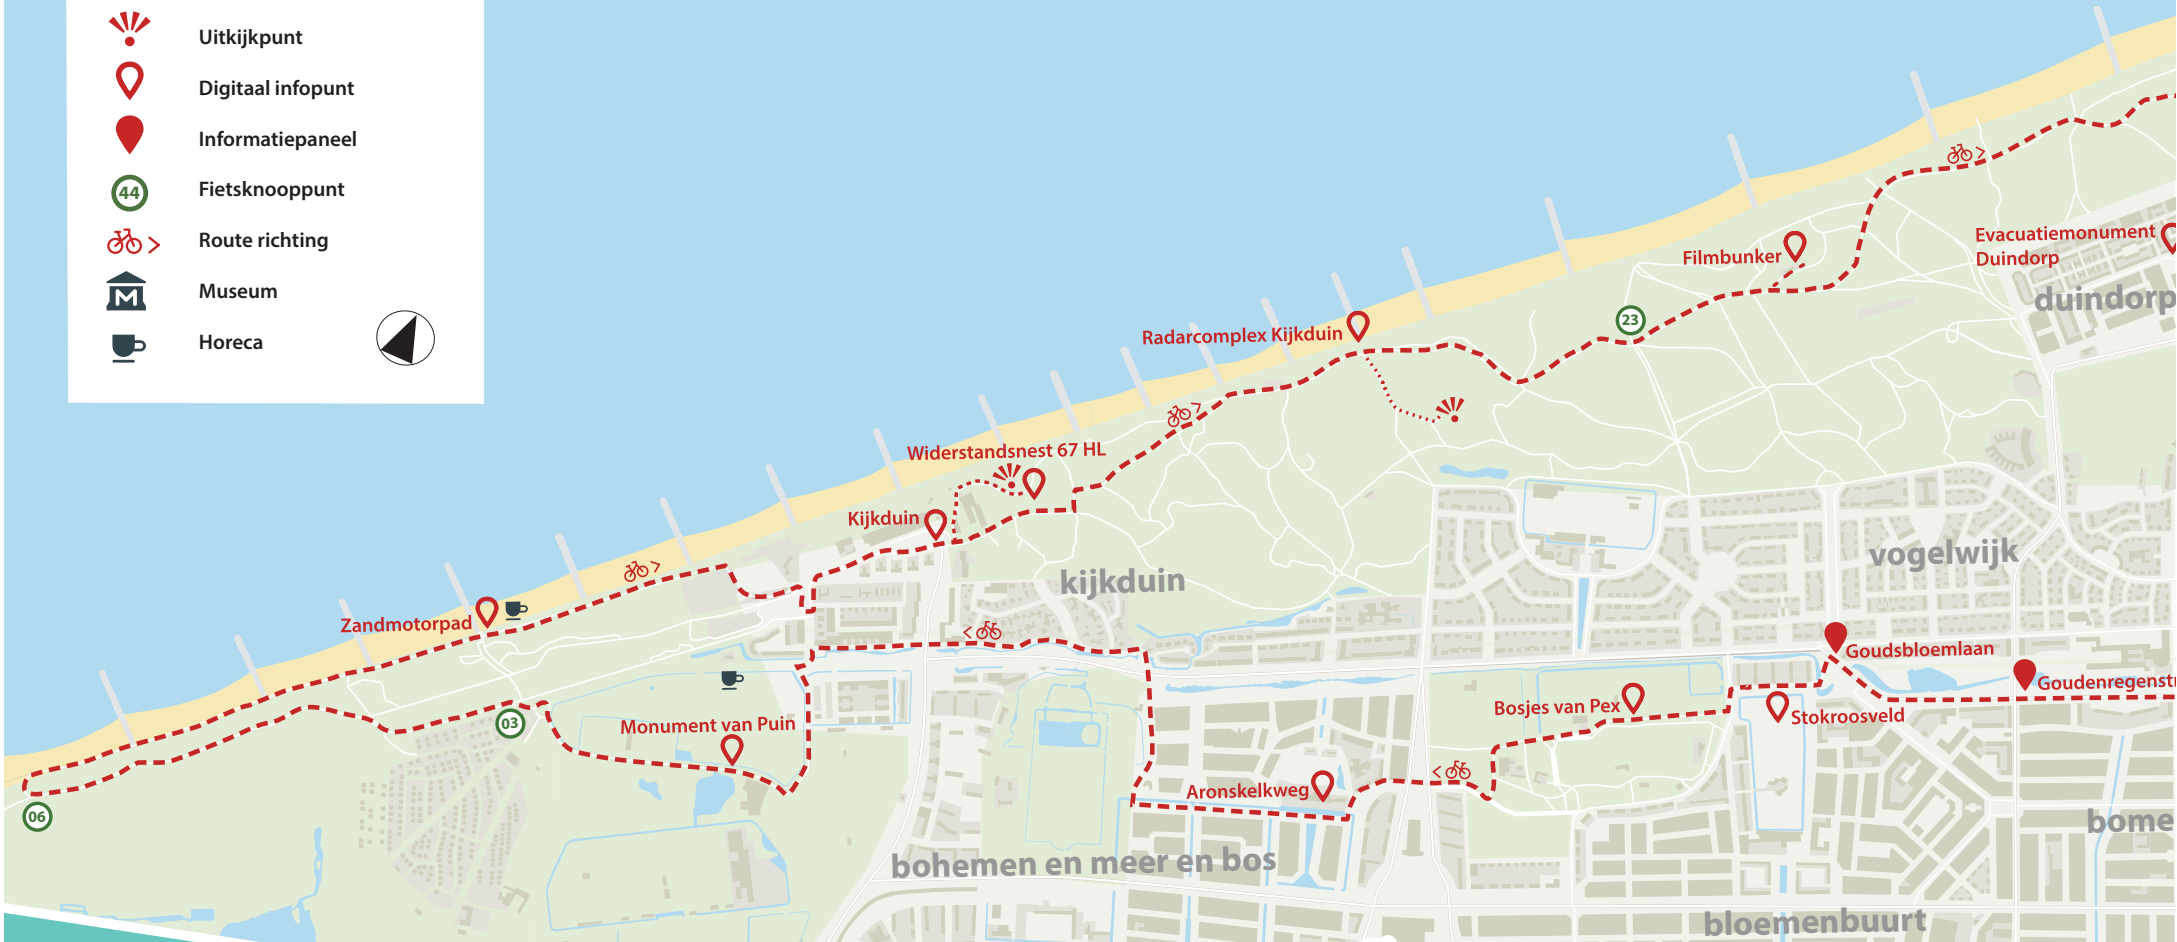 Uitkijkpunt
Digitaal infopunt
Informatiepaneel
44
Fietsknooppunt
Route richting
M
Museum
Horeca
Evacuatiemonument
Duindorp
duindorp
Filmbunker
23
Radarcomplex Kijkduin
Widerstandsnest 67 HL
Kijkduin
vogelwijk
kijkduin
Zandmotorpad
Goudsbloemlaan
Goudenregenstr
Bosjes van Pex
Stokroosveld
03
Monument van Puin
Aronskelkweg
06
bome
bohemen en meer en bos
bloemenbuurt